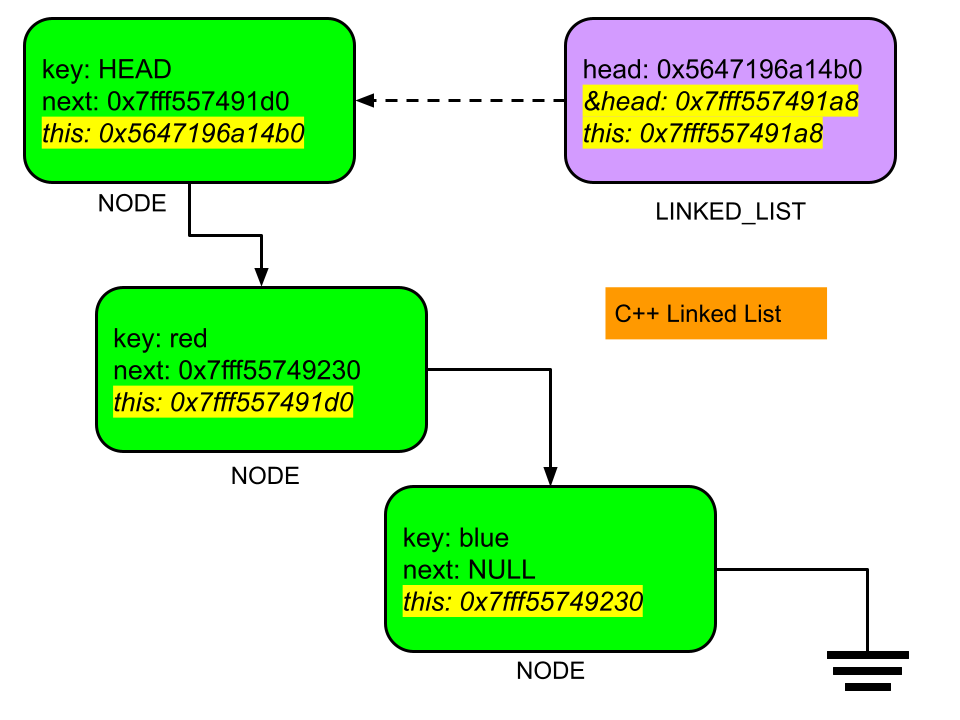 key: HEAD
next: 0x7fff557491d0
this: 0x5647196a14b0
NODE
head: 0x5647196a14b0
&head: 0x7fff557491a8
this: 0x7fff557491a8
LINKED_LIST
C++ Linked List
key: red
next: 0x7fff55749230
this: 0x7fff557491d0
NODE
key: blue
next: NULL
this: 0x7fff55749230
NODE